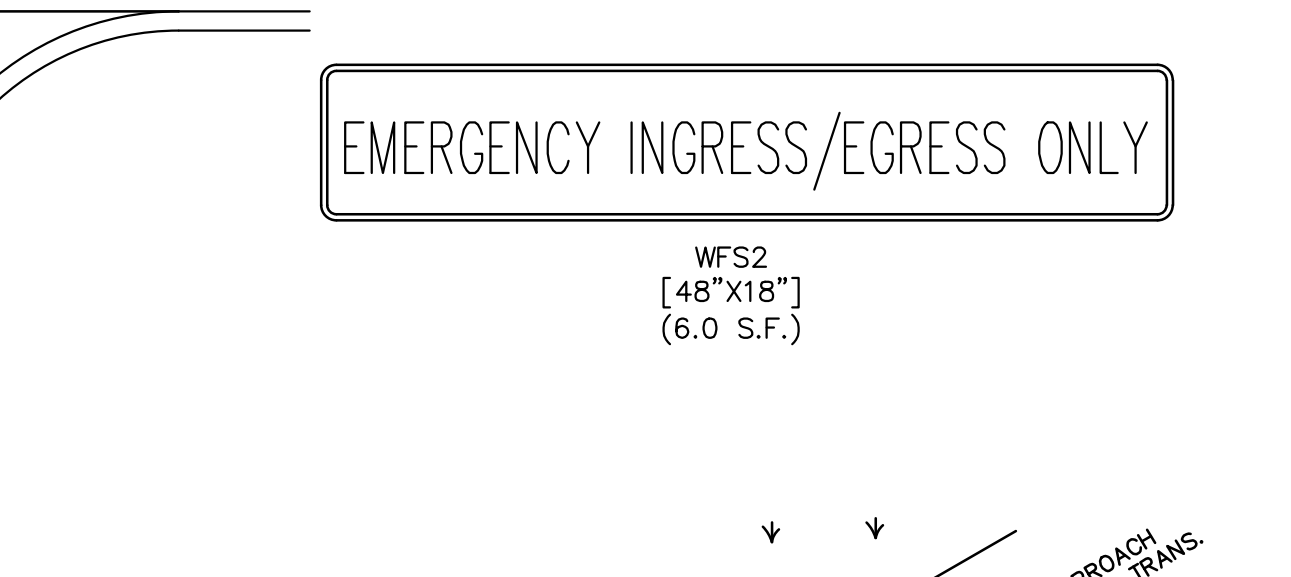 EMERGENCY INGRESS/EGRESS ONLY
WFS2
[48”X18”]
(6.0 S.F.)
TRANS.